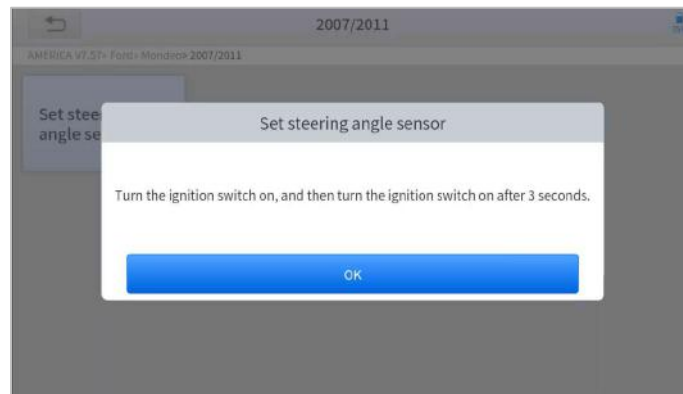 2007/2011
AMERICA V7.57> Ford> Mondeo> 2007/2011
Set stee
angle se
Set steering angle sensor
Turn the ignition switch on, and then turn the ignition switch on after 3 seconds.
OK